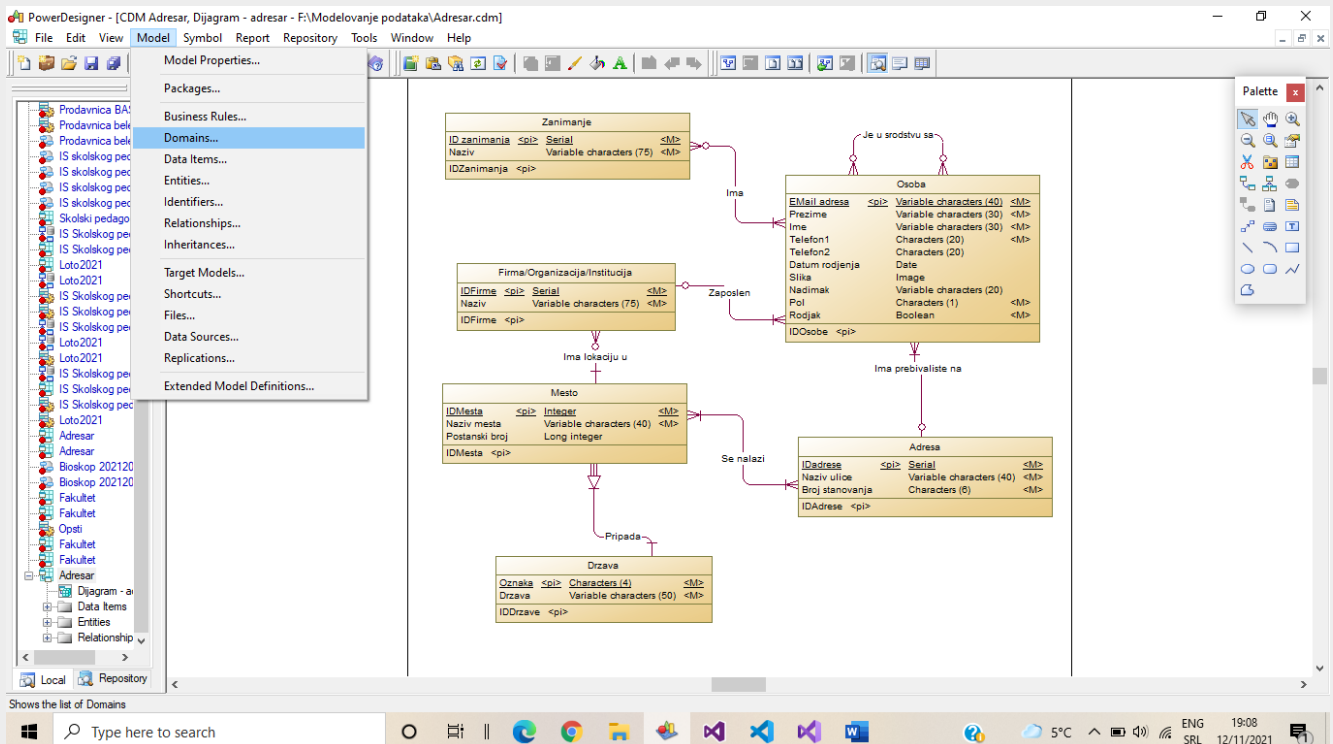 PowerDesigner - [CDM Adresar, Dijagram - adresar - F:\Modelovanje podataka\Adresar.cdm]
File Edit View Model Symbol Report Repository Tools Window Help
Model Properties...
Packages...
Business Rules...
Domains...
Data Items...
Entities...
Identifiers...
Relationships...
Inheritances...
Target Models...
Shortcuts...
Files...
Data Sources...
Replications...
Extended Model Definitions...
Prodavnica BAS
Prodavnica bele
Prodavnica bele
IS skolskog ped
IS skolskog ped
IS skolskog ped
IS skolskog ped
Skolski pedago
IS Skolskog pe
IS Skolskog pe
Loto2021
Loto2021
IS Skolskog pe
IS Skolskog pe
IS Skolskog pec
Loto2021
Loto2021
IS Skolskog pe
IS Skolskog pe
IS Skolskog pec
Loto2021
Adresar
Adresar
Bioskop 202120
Bioskop 202120
Fakultet
Fakultet
Opsti
Fakultet
Fakultet
Adresar
Dijagram - a
Data Items
Entities
Relationship
Local Repository
Zanimanje
ID zanimanja <pi> Serial <M>
Naziv Variable characters (75) <M>
IDZanimanja <pi>
Je u srodstvu sa
Ima
Osoba
EMail adresa <pi> Variable characters (40) <M>
Prezime Variable characters (30) <M>
Ime Variable characters (30) <M>
Telefon1 Characters (20) <M>
Telefon2 Characters (20)
Datum rodjenja Date
Slika Image
Nadimak Variable characters (20)
Pol Characters (1) <M>
Rodjak Boolean <M>
IDOsobe <pi>
Firma/Organizacija/Institucija
IDFirme <pi> Serial <M>
Naziv Variable characters (75) <M>
IDFirme <pi>
Zaposlen
Ima lokaciju u
Ima prebivaliste na
Mesto
IDMesta <pi> Integer <M>
Naziv mesta Variable characters (40) <M>
Postanski broj Long integer
IDMesta <pi>
Se nalazi
Adresa
IDadrese <pi> Serial <M>
Naziv ulice Variable characters (40) <M>
Broj stanovanja Characters (6) <M>
IDAdrese <pi>
Pripada
Drzava
Oznaka <pi> Characters (4) <M>
Drzava Variable characters (50) <M>
IDDrzave <pi>
Palette
Shows the list of Domains
Type here to search
5°C
ENG
SRL
19:08
12/11/2021
1